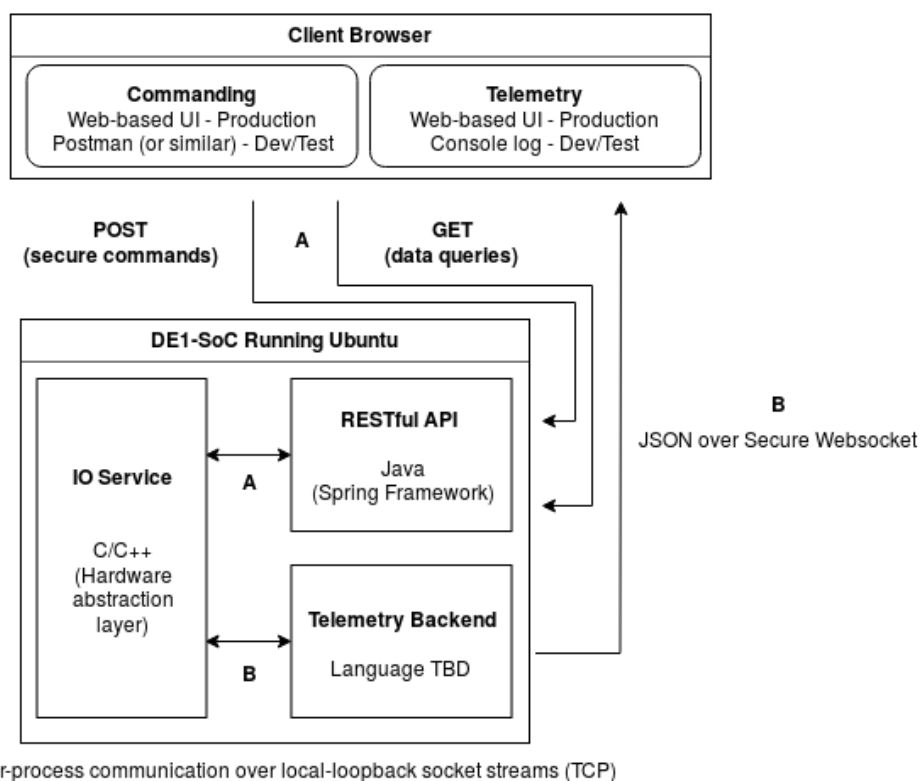 Client Browser
Commanding
Web-based UI - Production
Postman (or similar) - Dev/Test
Telemetry
Web-based UI - Production
Console log - Dev/Test
POST
(secure commands)
A
GET
(data queries)
DE1-SoC Running Ubuntu
IO Service
C/C++
(Hardware
abstraction
layer)
A
RESTful API
Java
(Spring Framework)
B
JSON over Secure Websocket
B
Telemetry Backend
Language TBD
r-process communication over local-loopback socket streams (TCP)